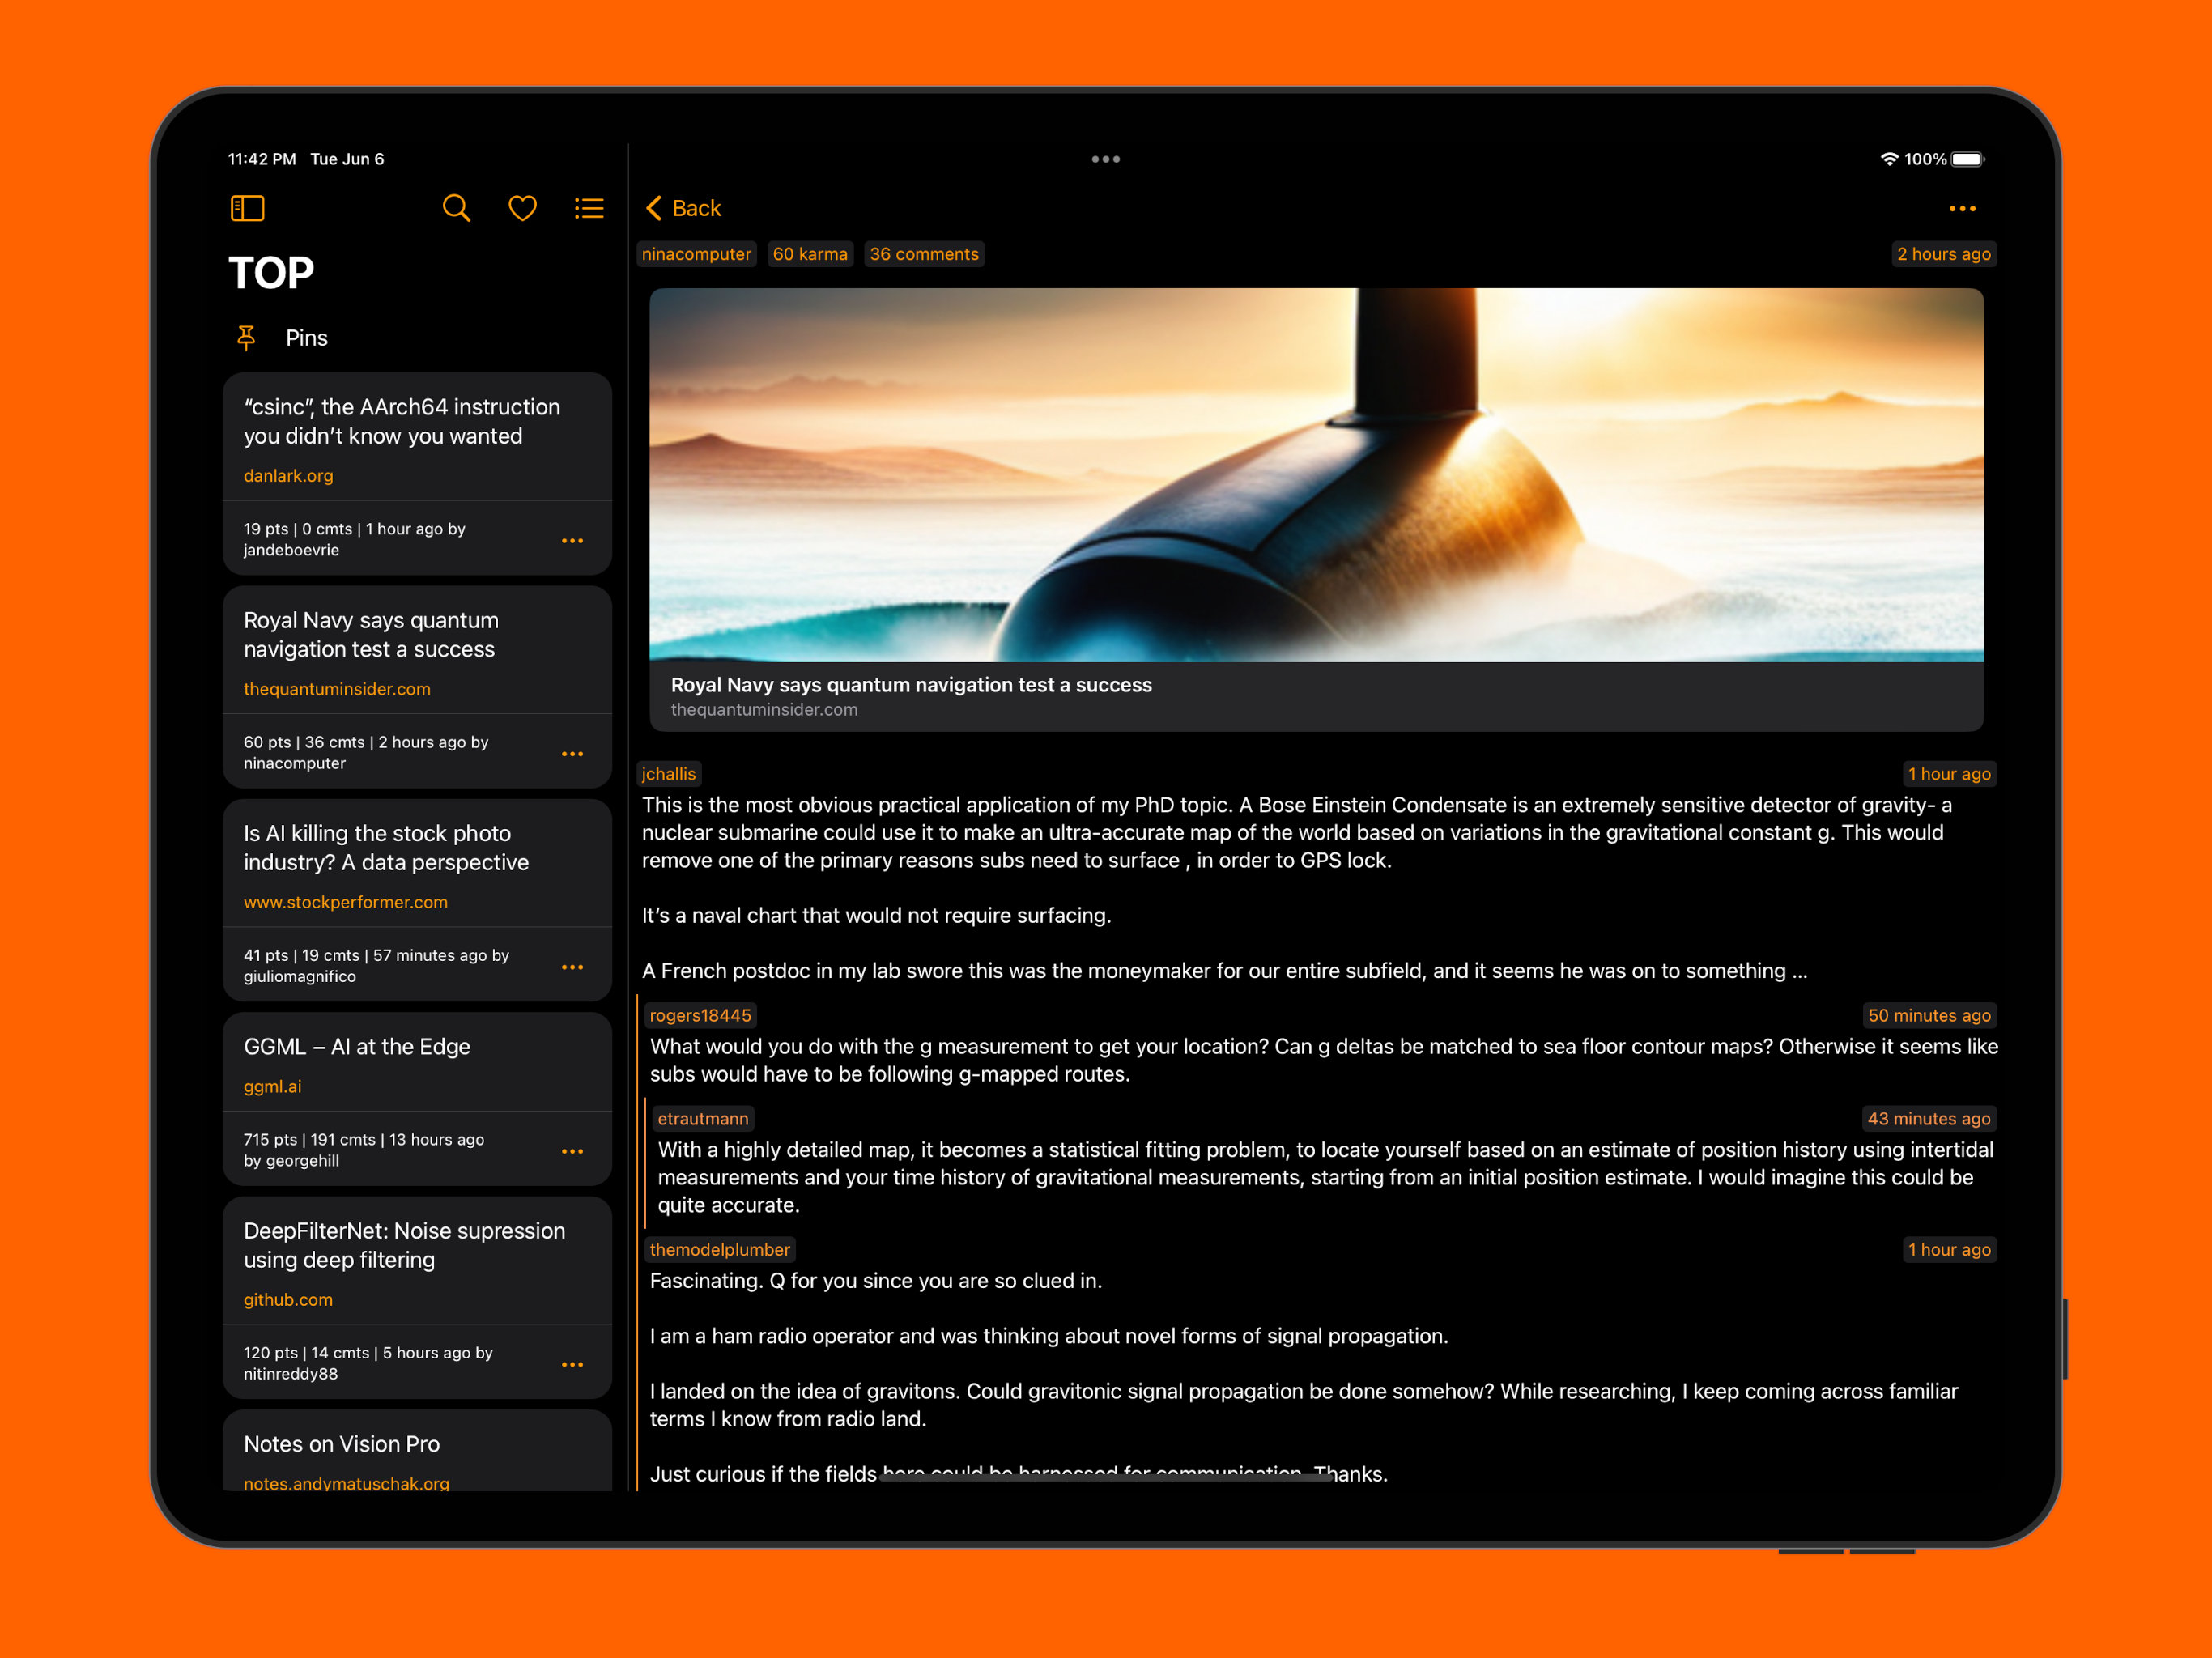 11:42 PM Tue Jun 6
100%
TOP
Pins
“csinc”, the AArch64 instruction
you didn’t know you wanted
danlark.org
19 pts | 0 cmts | 1 hour ago by
jandeboevrie
Royal Navy says quantum
navigation test a success
thequantuminsider.com
60 pts | 36 cmts | 2 hours ago by
ninacomputer
Is AI killing the stock photo
industry? A data perspective
www.stockperformer.com
41 pts | 19 cmts | 57 minutes ago by
giuliomagnifico
GGML – AI at the Edge
ggml.ai
715 pts | 191 cmts | 13 hours ago
by georgehill
DeepFilterNet: Noise supression
using deep filtering
github.com
120 pts | 14 cmts | 5 hours ago by
nitinreddy88
Notes on Vision Pro
notes.andymatuschak.org
Back
ninacomputer 60 karma 36 comments 2 hours ago
Royal Navy says quantum navigation test a success
thequantuminsider.com
jchallis 1 hour ago
This is the most obvious practical application of my PhD topic. A Bose Einstein Condensate is an extremely sensitive detector of gravity- a
nuclear submarine could use it to make an ultra-accurate map of the world based on variations in the gravitational constant g. This would
remove one of the primary reasons subs need to surface , in order to GPS lock.
It’s a naval chart that would not require surfacing.
A French postdoc in my lab swore this was the moneymaker for our entire subfield, and it seems he was on to something ...
rogers18445 50 minutes ago
What would you do with the g measurement to get your location? Can g deltas be matched to sea floor contour maps? Otherwise it seems like
subs would have to be following g-mapped routes.
etrautmann 43 minutes ago
With a highly detailed map, it becomes a statistical fitting problem, to locate yourself based on an estimate of position history using intertidal
measurements and your time history of gravitational measurements, starting from an initial position estimate. I would imagine this could be
quite accurate.
themodelplumber 1 hour ago
Fascinating. Q for you since you are so clued in.
I am a ham radio operator and was thinking about novel forms of signal propagation.
I landed on the idea of gravitons. Could gravitonic signal propagation be done somehow? While researching, I keep coming across familiar
terms I know from radio land.
Just curious if the fields here could be harnessed for communication. Thanks.